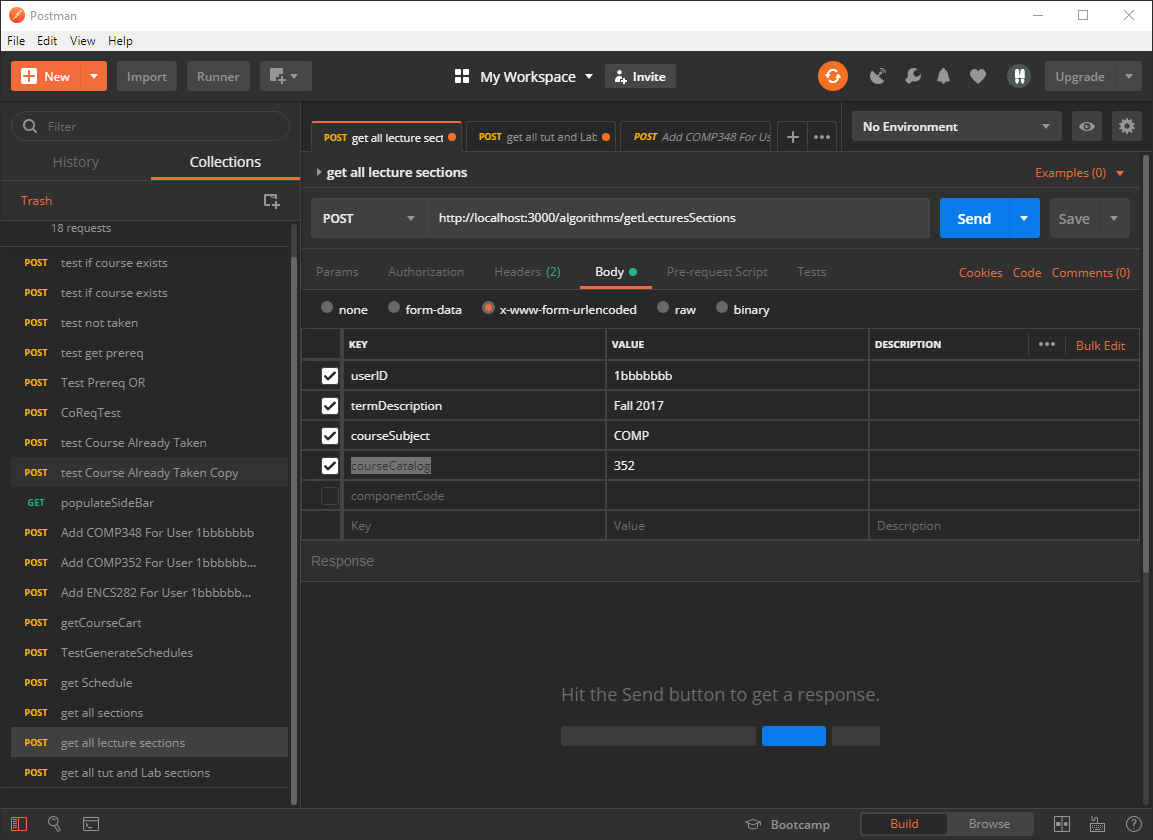 Postman
File Edit View Help
New Import Runner My Workspace Invite Upgrade
Filter
History Collections
Trash
18 requests
POST test if course exists
POST test if course exists
POST test not taken
POST test get prereq
POST Test Prereq OR
POST CoReqTest
POST test Course Already Taken
POST test Course Already Taken Copy
GET populateSideBar
POST Add COMP348 For User 1bbbbbbb
POST Add COMP352 For User 1bbbbbb...
POST Add ENCS282 For User 1bbbbbb...
POST getCourseCart
POST TestGenerateSchedules
POST get Schedule
POST get all sections
POST get all lecture sections
POST get all tut and Lab sections
POST get all lecture sect POST get all tut and Lab POST Add COMP348 For Us No Environment
get all lecture sections Examples (0)
POST http://localhost:3000/algorithms/getLecturesSections Send Save
Params Authorization Headers (2) Body Pre-request Script Tests Cookies Code Comments (0)
none form-data x-www-form-urlencoded raw binary
KEY VALUE DESCRIPTION Bulk Edit
userID 1bbbbbbb
termDescription Fall 2017
courseSubject COMP
courseCatalog 352
componentCode
Key Value Description
Response
Hit the Send button to get a response.
Bootcamp Build Browse